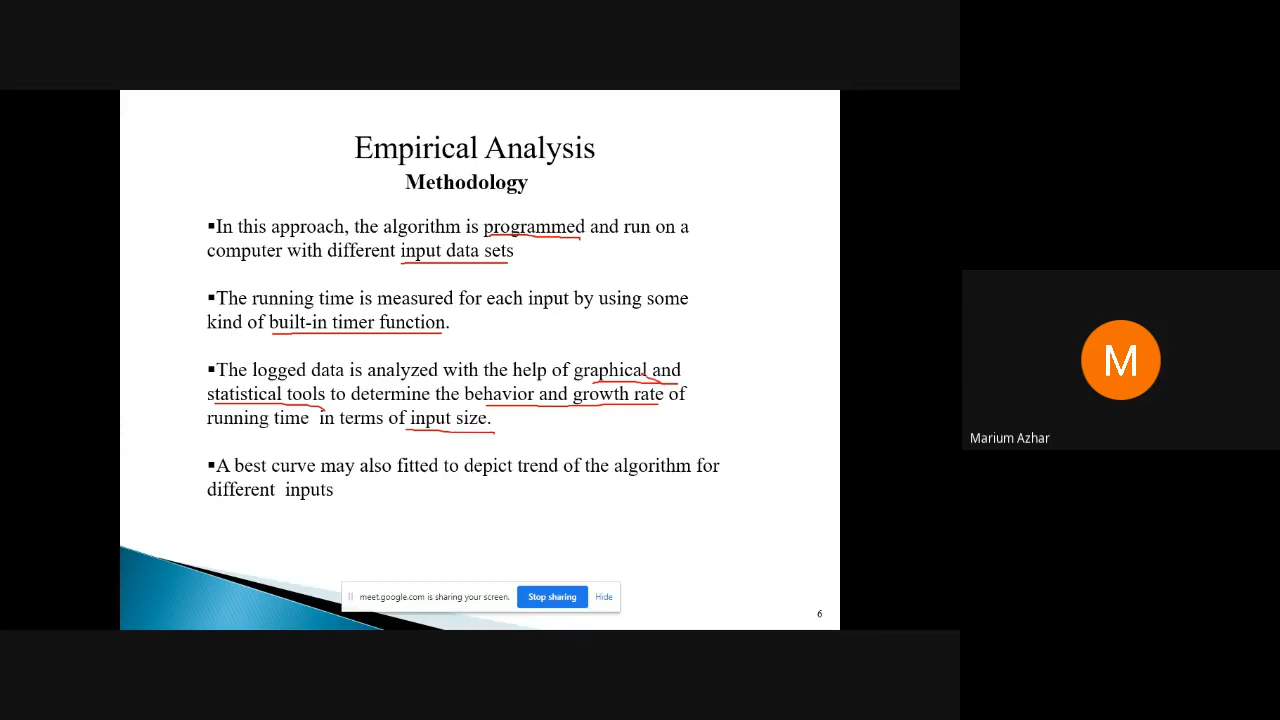 Empirical Analysis
Methodology
▪In this approach, the algorithm is programmed and run on a
computer with different input data sets
▪The running time is measured for each input by using some
kind of built-in timer function.
▪The logged data is analyzed with the help of graphical and
statistical tools to determine the behavior and growth rate of
running time in terms of input size.
▪A best curve may also fitted to depict trend of the algorithm for
different inputs
meet.google.com is sharing your screen. Stop sharing Hide
6
M
Marium Azhar